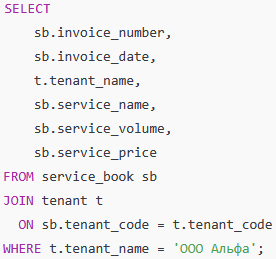 SELECT
    sb.invoice_number,
    sb.invoice_date,
    t.tenant_name,
    sb.service_name,
    sb.service_volume,
    sb.service_price
FROM service_book sb
JOIN tenant t
  ON sb.tenant_code = t.tenant_code
WHERE t.tenant_name = 'ООО Альфа';